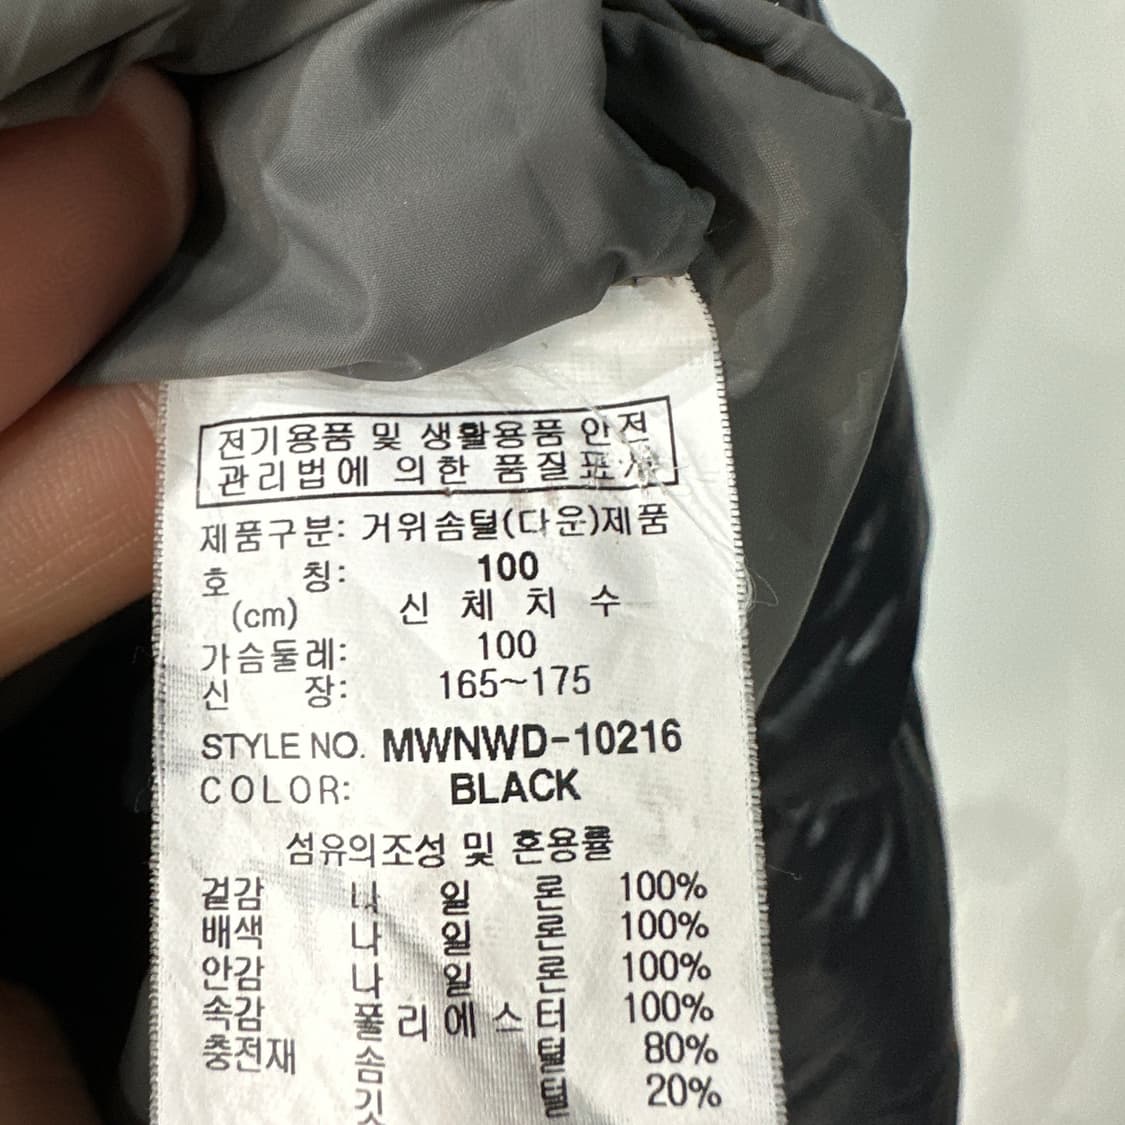 전기용품 및 생활용품 안전
관리법에 의한 품질표시
제품구분: 거위솜털(다운)제품
호 칭: 100
(cm) 신 체 치 수
가슴둘레: 100
신 장: 165~175
STYLE NO. MWNWD-10216
COLOR: BLACK
섬유의조성 및 혼용률
겉감 나 일 론 100%
배색 나 일 론 100%
안감 나 일 론 100%
속감 폴 리 에 스 터 100%
충전재 솜 털 80%
깃 털 20%